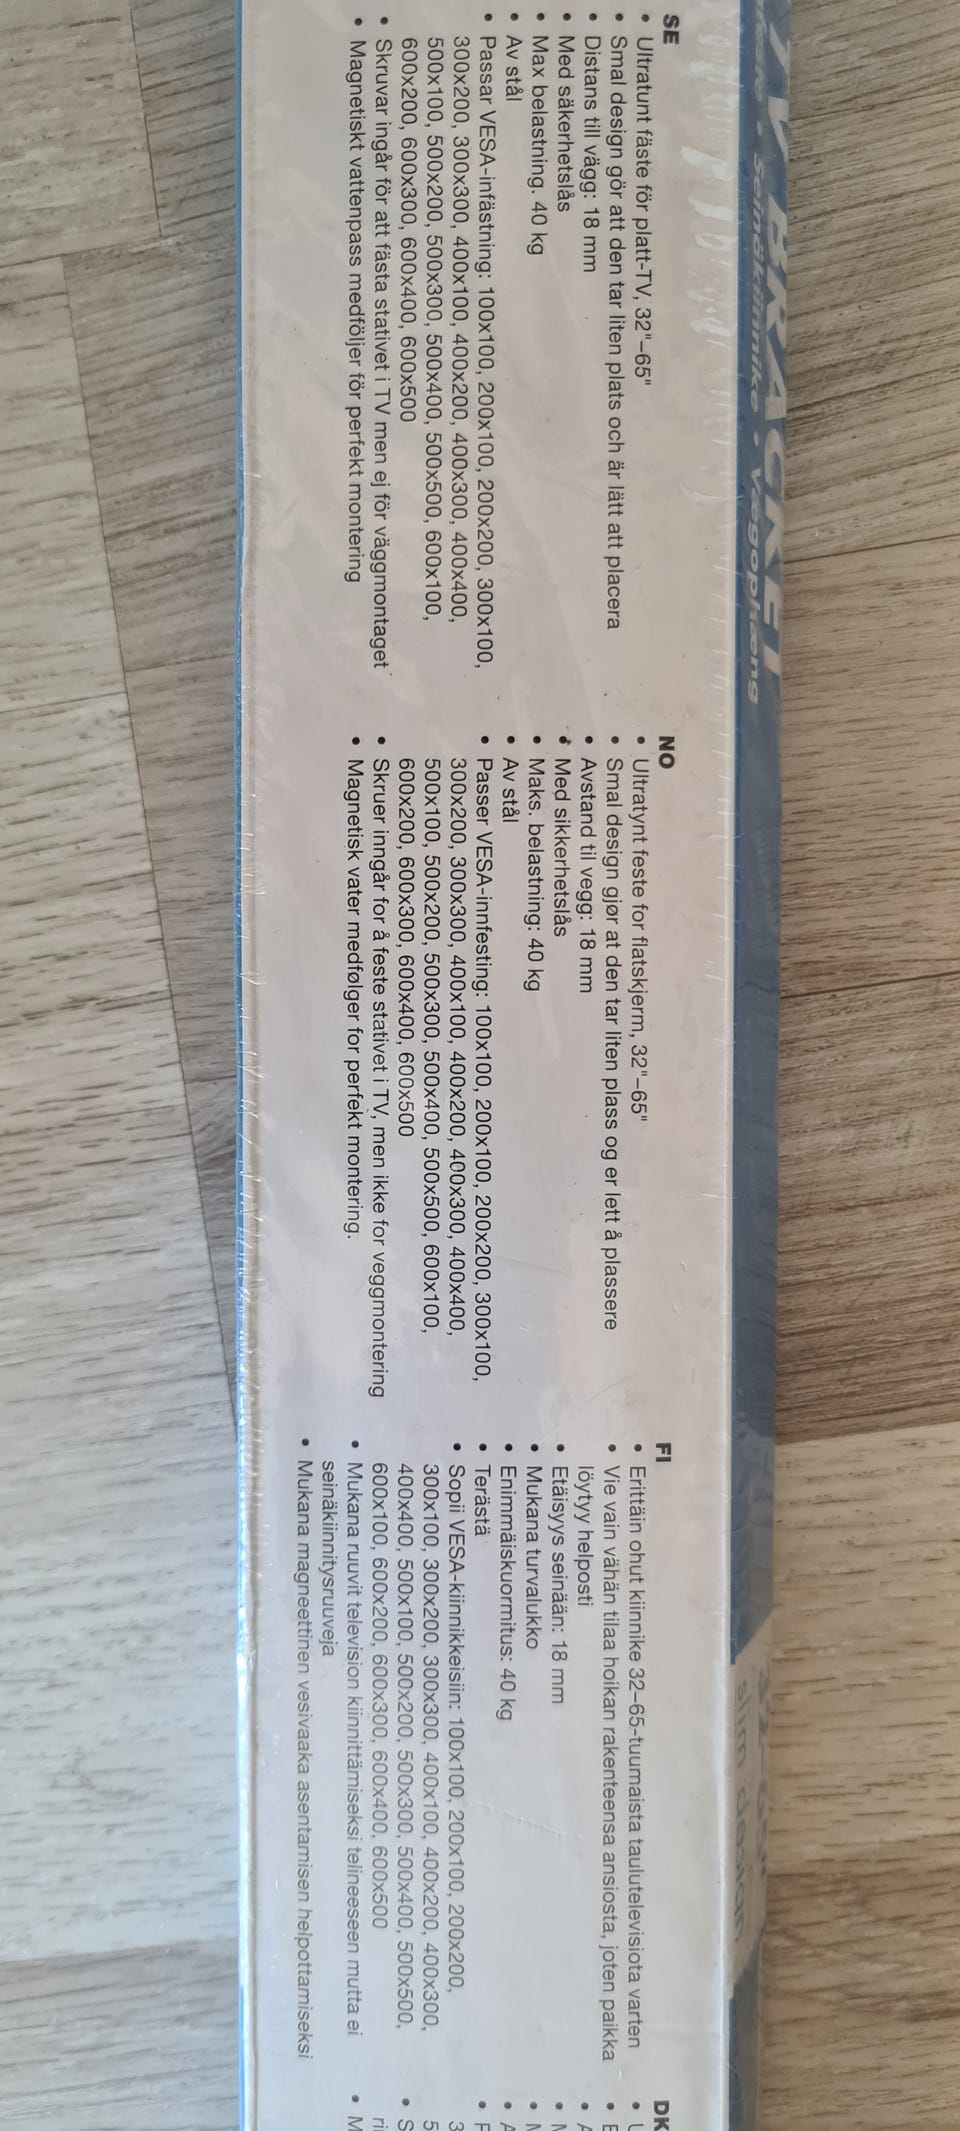 TV BRACKET
seinäkiinnike • Vægophæng
32"–65"
slim design
SE
• Ultratunt fäste för platt-TV, 32"–65"
• Smal design gör att den tar liten plats och är lätt att placera
• Distans till vägg: 18 mm
• Med säkerhetslås
• Max belastning. 40 kg
• Av stål
• Passar VESA-infästning: 100x100, 200x100, 200x200, 300x100,
300x200, 300x300, 400x100, 400x200, 400x300, 400x400,
500x100, 500x200, 500x300, 500x400, 500x500, 600x100,
600x200, 600x300, 600x400, 600x500
• Skruvar ingår för att fästa stativet i TV men ej för väggmontaget
• Magnetiskt vattenpass medföljer för perfekt montering
NO
• Ultratynt feste for flatskjerm, 32"–65"
• Smal design gjør at den tar liten plass og er lett å plassere
• Avstand til vegg: 18 mm
• Med sikkerhetslås
• Maks. belastning: 40 kg
• Av stål
• Passer VESA-innfesting: 100x100, 200x100, 200x200, 300x100,
300x200, 300x300, 400x100, 400x200, 400x300, 400x400,
500x100, 500x200, 500x300, 500x400, 500x500, 600x100,
600x200, 600x300, 600x400, 600x500
• Skruer inngår for å feste stativet i TV, men ikke for veggmontering
• Magnetisk vater medfølger for perfekt montering.
FI
• Erittäin ohut kiinnike 32–65-tuumaista taulutelevisiota varten
• Vie vain vähän tilaa hoikan rakenteensa ansiosta, joten paikka
löytyy helposti
• Etäisyys seinään: 18 mm
• Mukana turvalukko
• Enimmäiskuormitus: 40 kg
• Terästä
• Sopii VESA-kiinnikkeisiin: 100x100, 200x100, 200x200,
300x100, 300x200, 300x300, 400x100, 400x200, 400x300,
400x400, 500x100, 500x200, 500x300, 500x400, 500x500,
600x100, 600x200, 600x300, 600x400, 600x500
• Mukana ruuvit television kiinnittämiseksi telineeseen mutta ei
seinäkiinnitysruuveja
• Mukana magneettinen vesivaaka asentamisen helpottamiseksi
DK